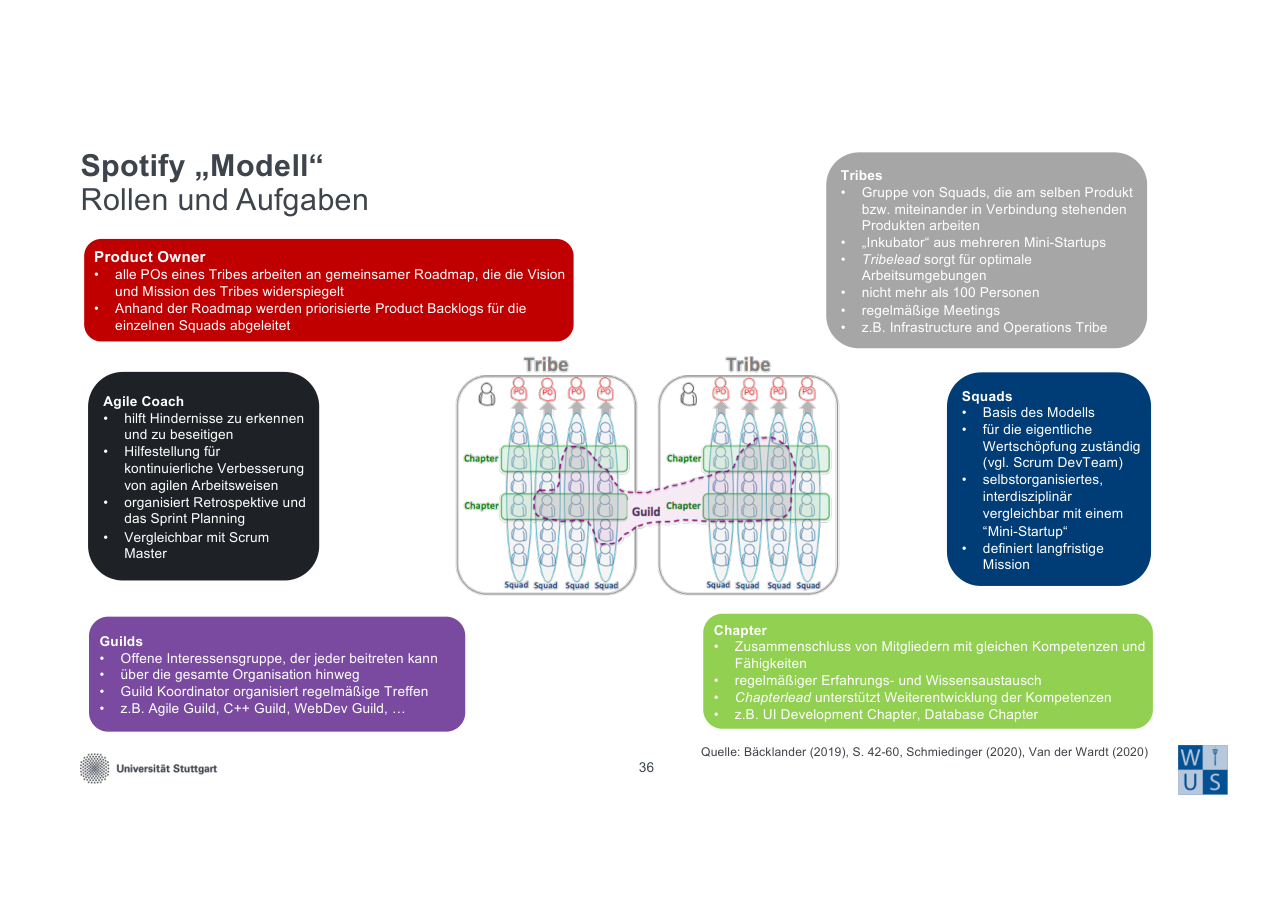 Spotify „Modell“
Rollen und Aufgaben
Product Owner
• alle POs eines Tribes arbeiten an gemeinsamer Roadmap, die die Vision
und Mission des Tribes widerspiegelt
• Anhand der Roadmap werden priorisierte Product Backlogs für die
einzelnen Squads abgeleitet
Tribes
• Gruppe von Squads, die am selben Produkt
bzw. miteinander in Verbindung stehenden
Produkten arbeiten
• „Inkubator“ aus mehreren Mini-Startups
• Tribelead sorgt für optimale
Arbeitsumgebungen
• nicht mehr als 100 Personen
• regelmäßige Meetings
• z.B. Infrastructure and Operations Tribe
Agile Coach
• hilft Hindernisse zu erkennen
und zu beseitigen
• Hilfestellung für
kontinuierliche Verbesserung
von agilen Arbeitsweisen
• organisiert Retrospektive und
das Sprint Planning
• Vergleichbar mit Scrum
Master
Tribe Tribe
PO PO PO PO PO PO PO PO
Chapter Chapter
Chapter Guild Chapter
Squad Squad Squad Squad Squad Squad Squad Squad
Squads
• Basis des Modells
• für die eigentliche
Wertschöpfung zuständig
(vgl. Scrum DevTeam)
• selbstorganisiertes,
interdisziplinär
vergleichbar mit einem
“Mini-Startup“
• definiert langfristige
Mission
Guilds
• Offene Interessensgruppe, der jeder beitreten kann
• über die gesamte Organisation hinweg
• Guild Koordinator organisiert regelmäßige Treffen
• z.B. Agile Guild, C++ Guild, WebDev Guild, …
Chapter
• Zusammenschluss von Mitgliedern mit gleichen Kompetenzen und
Fähigkeiten
• regelmäßiger Erfahrungs- und Wissensaustausch
• Chapterlead unterstützt Weiterentwicklung der Kompetenzen
• z.B. UI Development Chapter, Database Chapter
Quelle: Bäcklander (2019), S. 42-60, Schmiedinger (2020), Van der Wardt (2020)
Universität Stuttgart
36
W I
U S